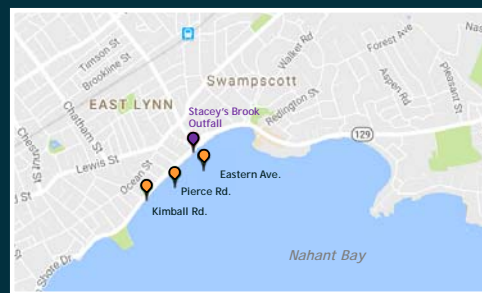 Timson St
Brookline St
Walker Rd
Forest Ave
Nas
Pleasant St
Aspen Rd
Swampscott
EAST LYNN
Chatham St
Stacey's Brook
Outfall
Redington St
129
Chestnut St
Lewis St
Ocean St
Eastern Ave.
Pierce Rd.
Kimball Rd.
d St
Shore Dr
Nahant Bay